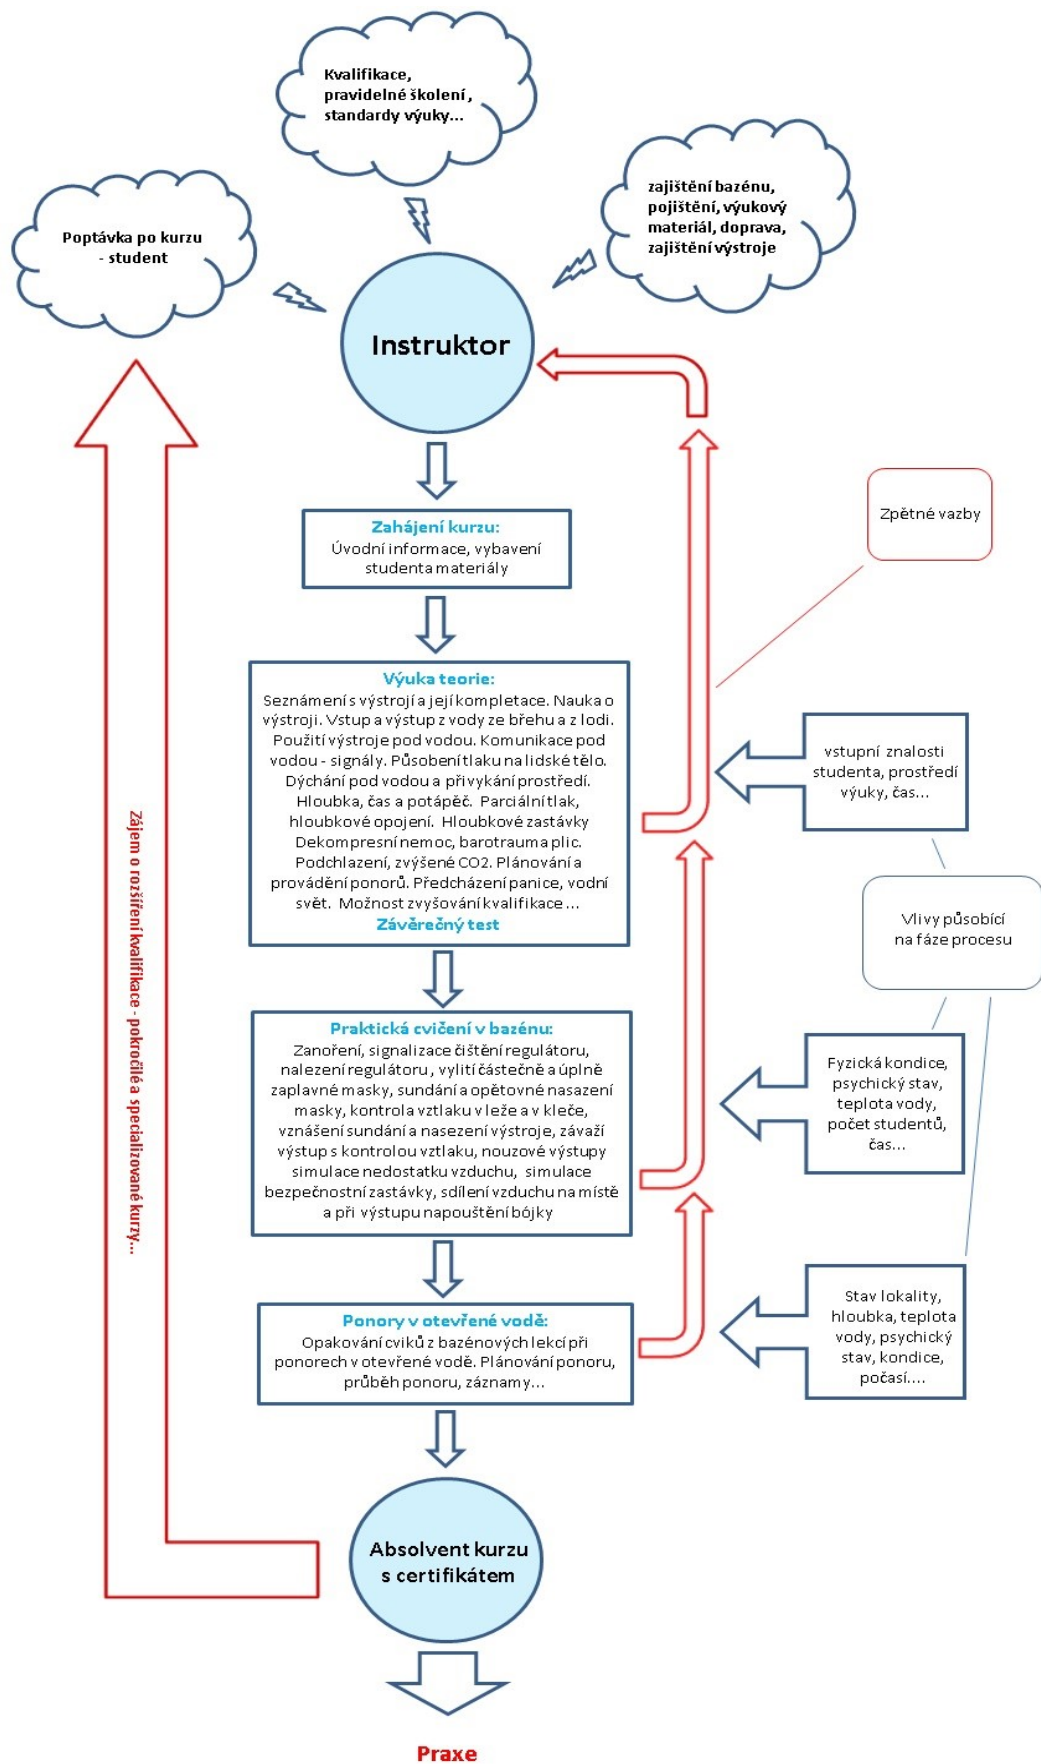 Kvalifikace,
pravidelné školení ,
standardy výuky...
zajištění bazénu,
pojištění, výukový
materiál, doprava,
zajištění výstroje
Poptávka po kurzu
- student
Instruktor
Zahájení kurzu:
Úvodní informace, vybavení
studenta materiály
Zpětné vazby
Výuka teorie:
Seznámení s výstrojí a její kompletace. Nauka o
výstroji. Vstup a výstup z vody ze břehu a z lodi.
Použití výstroje pod vodou. Komunikace pod
vodou - signály. Působení tlaku na lidské tělo.
Dýchání pod vodou a přivykání prostředí.
Hloubka, čas a potápěč. Parciální tlak,
hloubkové opojení. Hloubkové zastávky
Dekompresní nemoc, barotrauma plic.
Podchlazení, zvýšené CO2. Plánování a
provádění ponorů. Předcházení panice, vodní
svět. Možnost zvyšování kvalifikace ...
Závěrečný test
vstupní znalosti
studenta, prostředí
výuky, čas...
Vlivy působící
na fáze procesu
Zájem o rozšíření kvalifikace - pokročilé a specializované kurzy...
Praktická cvičení v bazénu:
Zanoření, signalizace čištění regulátoru,
nalezení regulátoru , vylití částečně a úplně
zaplavné masky, sundání a opětovné nasazení
masky, kontrola vztlaku v leže a v kleče,
vznášení sundání a nasezení výstroje, závaží
výstup s kontrolou vztlaku, nouzové výstupy
simulace nedostatku vzduchu, simulace
bezpečnostní zastávky, sdílení vzduchu na místě
a při výstupu napouštění bójky
Fyzická kondice,
psychický stav,
teplota vody,
počet studentů,
čas...
Ponory v otevřené vodě:
Opakování cviků z bazénových lekcí při
ponorech v otevřené vodě. Plánování ponoru,
průběh ponoru, záznamy...
Stav lokality,
hloubka, teplota
vody, psychický
stav, kondice,
počasí....
Absolvent kurzu
s certifikátem
Praxe